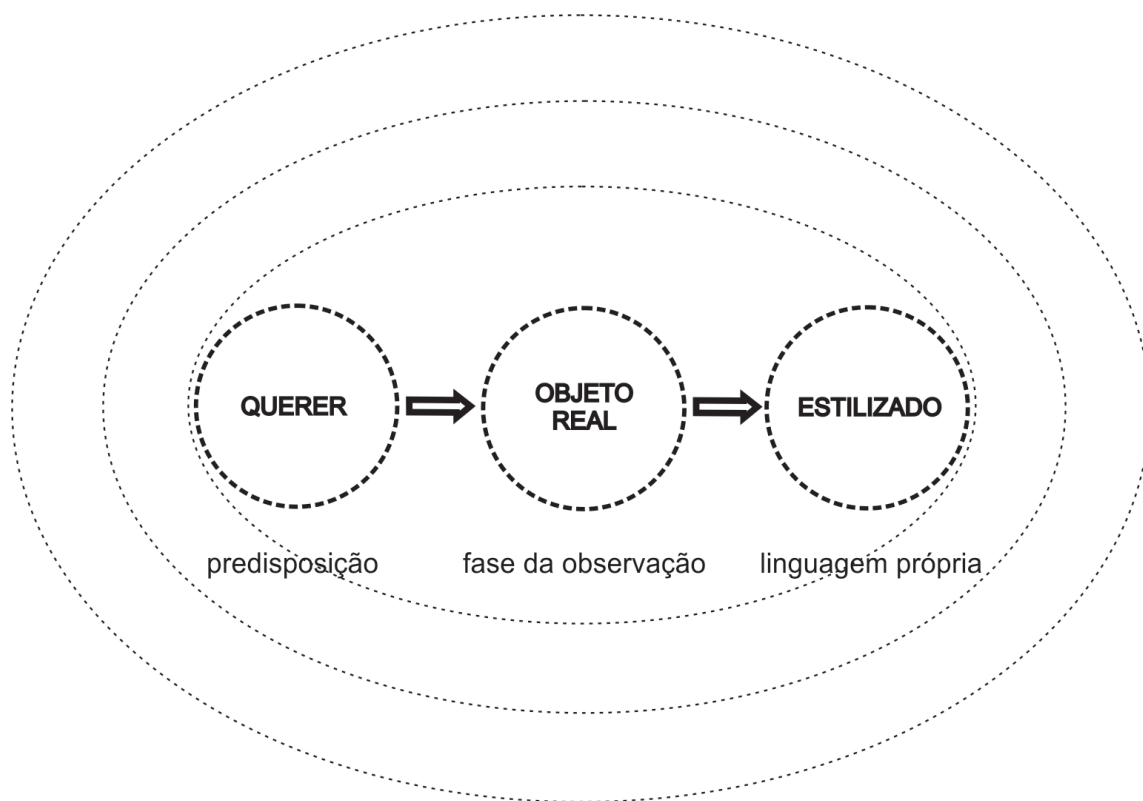 QUERER
OBJETO
REAL
ESTILIZADO
predisposição
fase da observação
linguagem própria